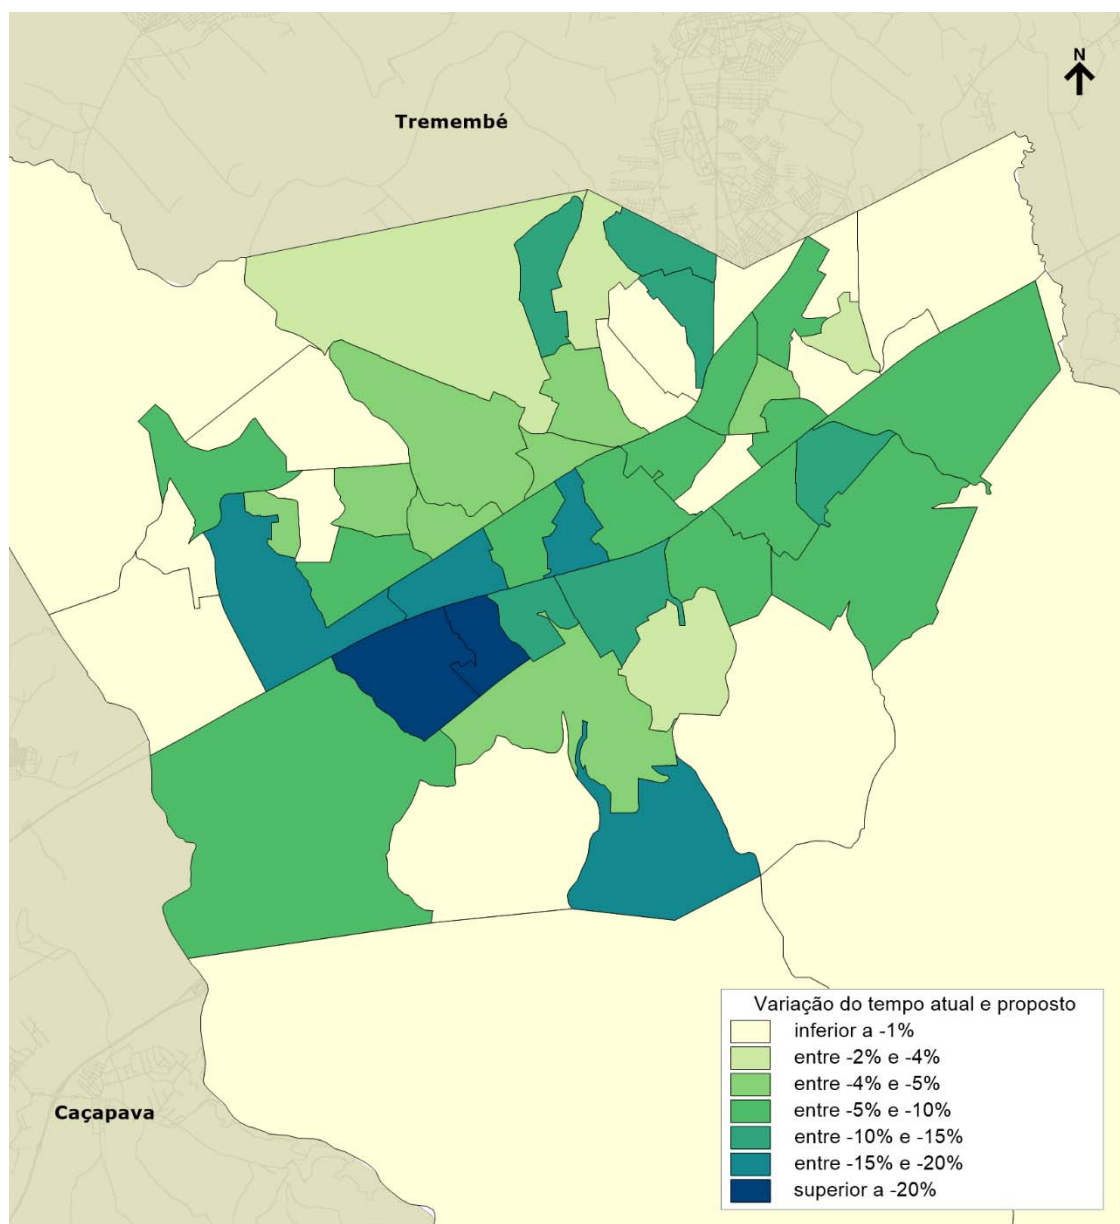 N
Tremembé
Variação do tempo atual e proposto
inferior a -1%
entre -2% e -4%
entre -4% e -5%
entre -5% e -10%
entre -10% e -15%
entre -15% e -20%
superior a -20%
Caçapava